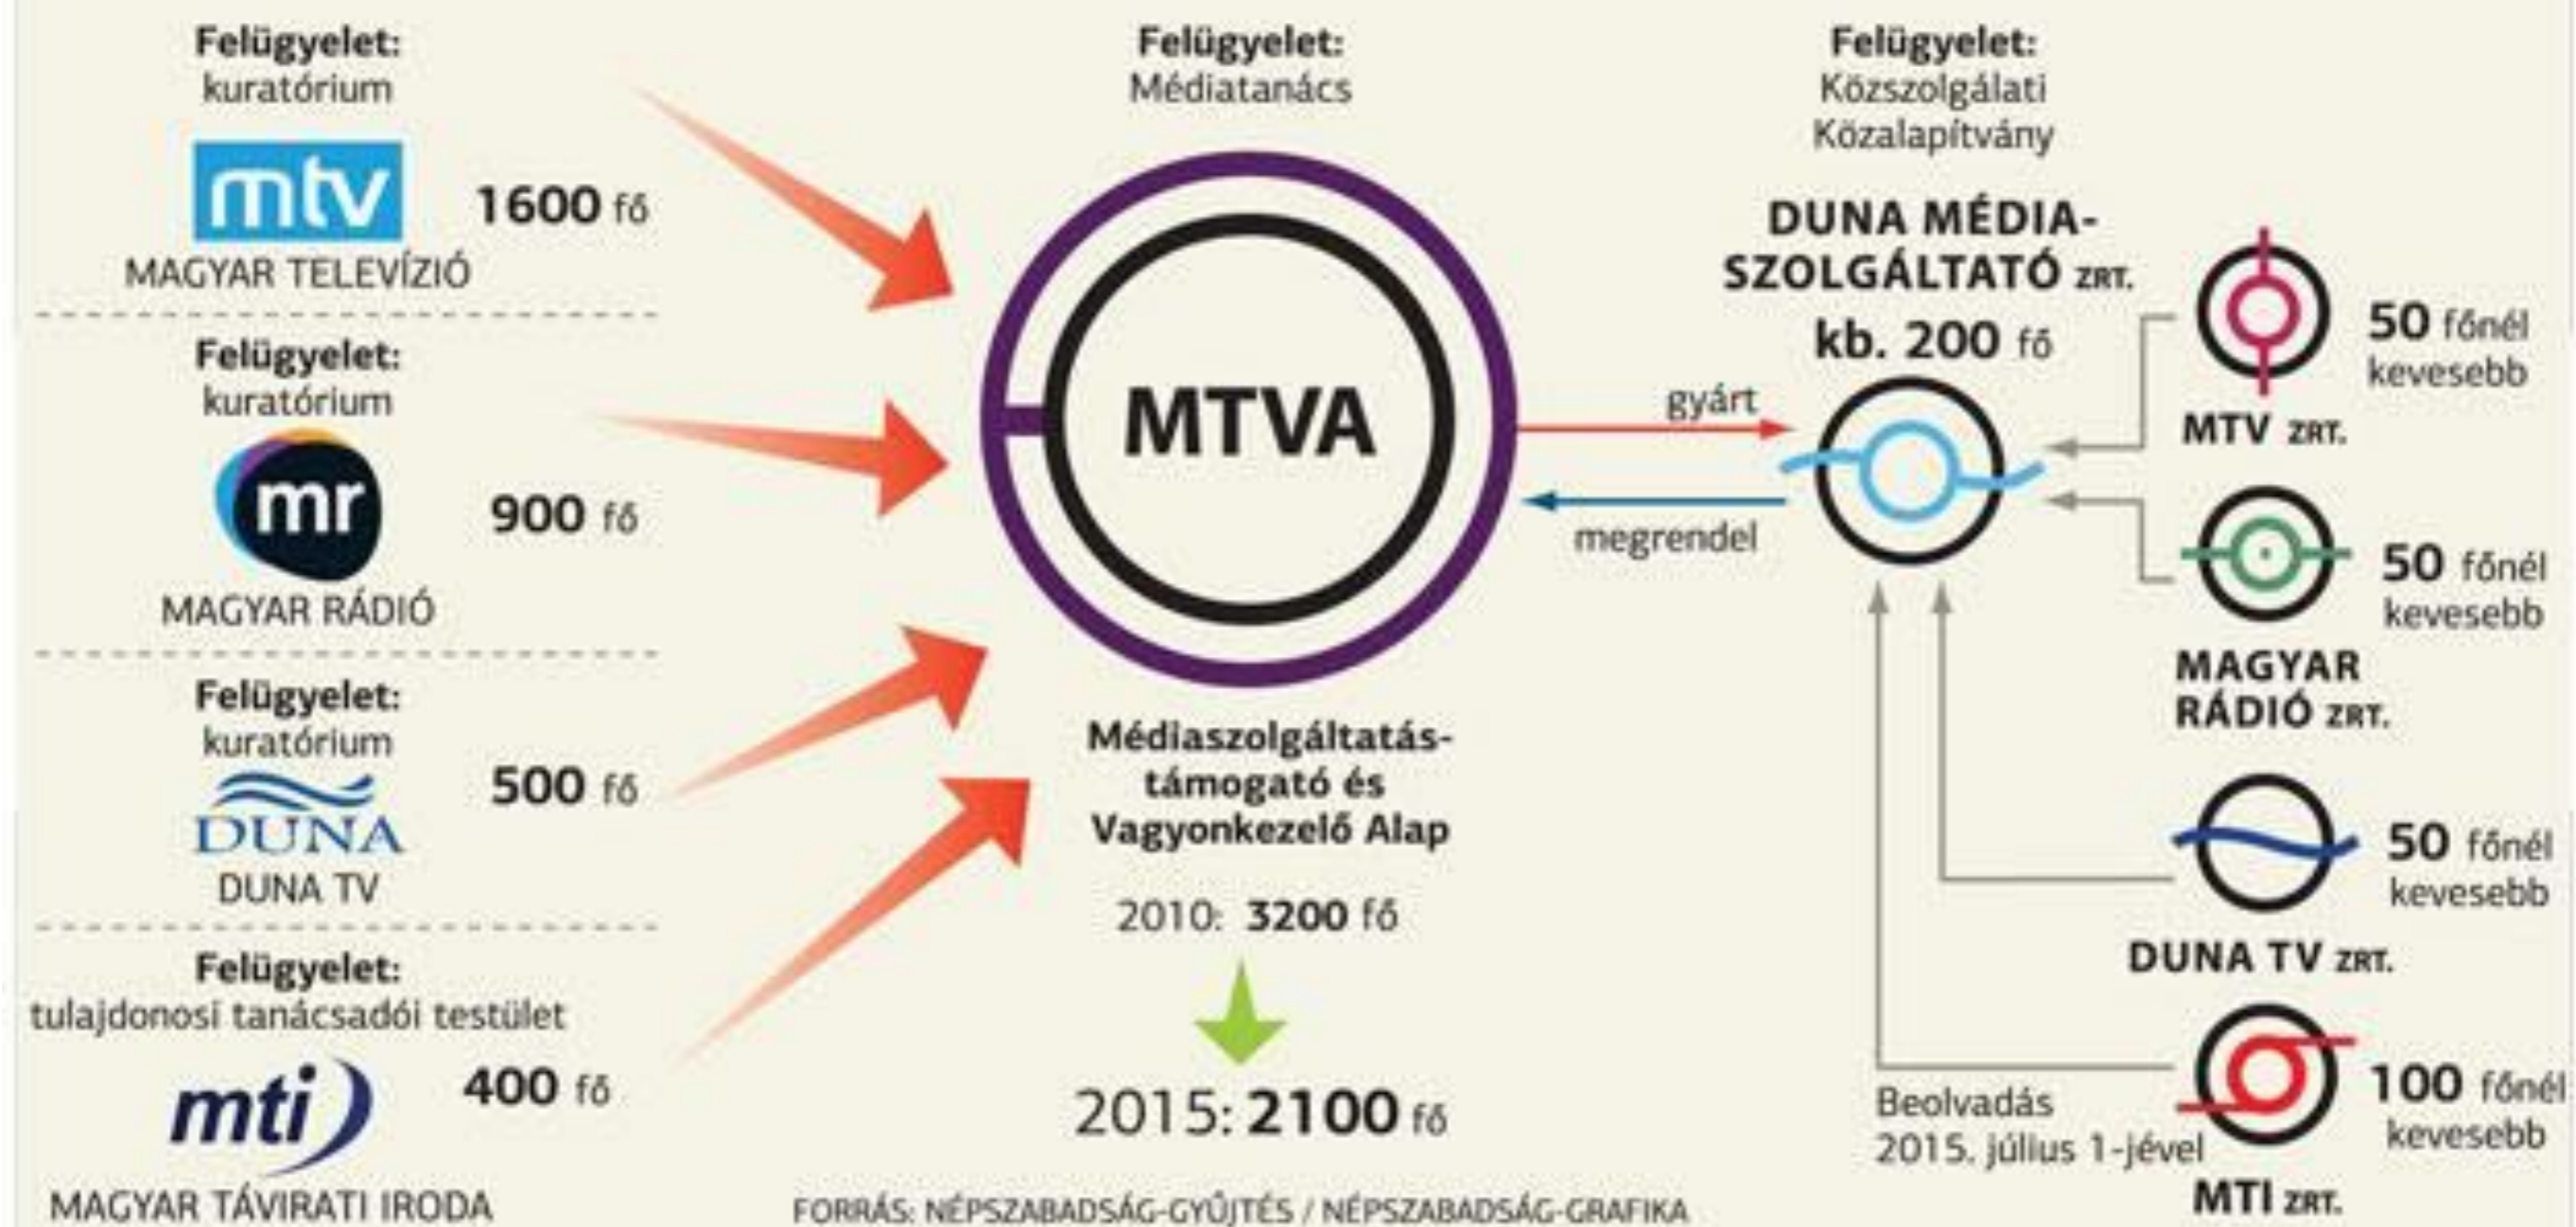 Felügyelet:
kuratórium
mtv
1600 fő
MAGYAR TELEVÍZIÓ
Felügyelet:
kuratórium
mr
900 fő
MAGYAR RÁDIÓ
Felügyelet:
kuratórium
500 fő
DUNA
DUNA TV
Felügyelet:
tulajdonosi tanácsadói testület
mti
400 fő
MAGYAR TÁVIRATI IRODA
Felügyelet:
Médiatanács
MTVA
Médiaszolgáltatás-
támogató és
Vagyonkezelő Alap
2010: 3200 fő
2015: 2100 fő
gyárt
megrendel
Felügyelet:
Közszolgálati
Közalapítvány
DUNA MÉDIA-
SZOLGÁLTATÓ ZRT.
kb. 200 fő
50 főnél
kevesebb
MTV ZRT.
50 főnél
kevesebb
MAGYAR
RÁDIÓ ZRT.
50 főnél
kevesebb
DUNA TV ZRT.
100 főnél
kevesebb
MTI ZRT.
Beolvadás
2015. július 1-jével
FORRÁS: NÉPSZABADSÁG-GYŰJTÉS / NÉPSZABADSÁG-GRAFIKA